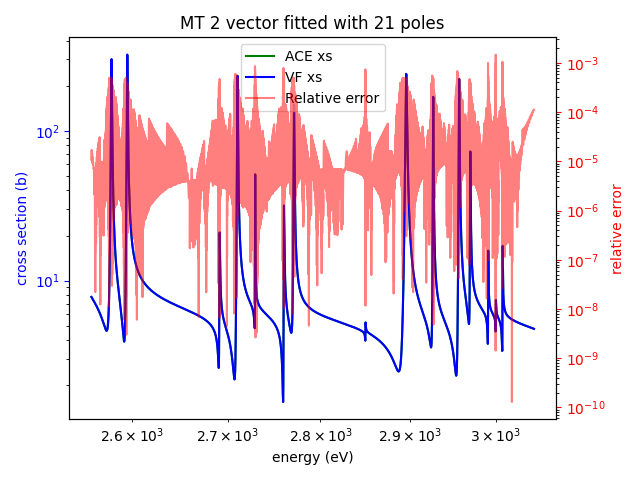 MT 2 vector fitted with 21 poles
ACE xs
VF xs
Relative error
cross section (b)
10²
10¹
relative error
10⁻³
10⁻⁴
10⁻⁵
10⁻⁶
10⁻⁷
10⁻⁸
10⁻⁹
10⁻¹⁰
2.6 × 10³ 2.7 × 10³ 2.8 × 10³ 2.9 × 10³ 3 × 10³
energy (eV)